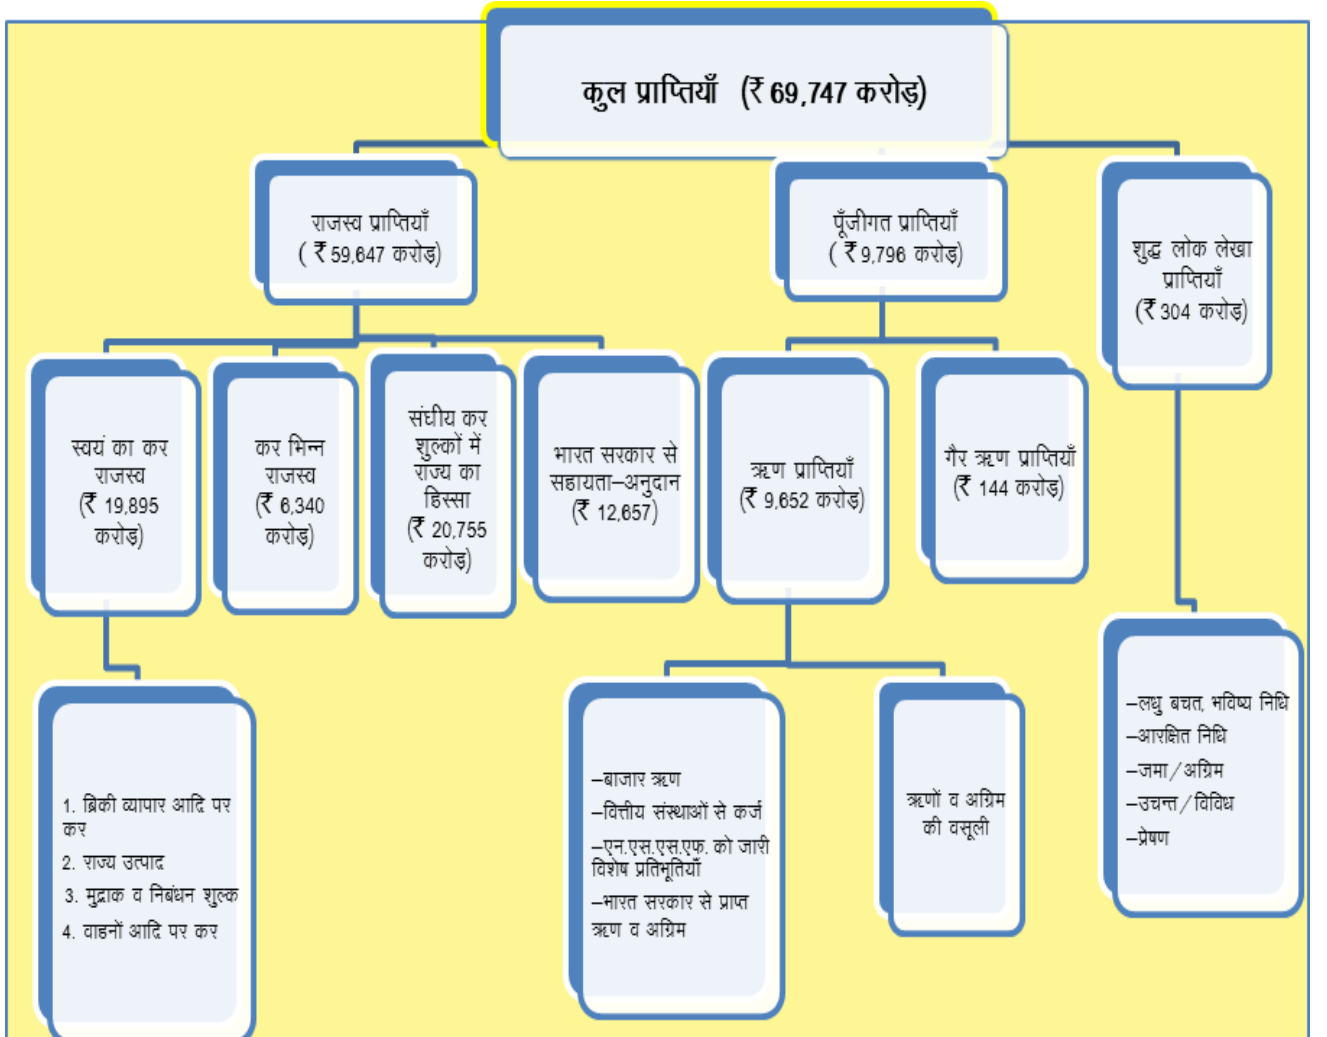 कुल प्राप्तियाँ (₹ 69,747 करोड़)
राजस्व प्राप्तियाँ
( ₹ 59,647 करोड़)
पूँजीगत प्राप्तियाँ
( ₹ 9,796 करोड़)
शुद्ध लोक लेखा
प्राप्तियाँ
(₹ 304 करोड़)
स्वयं का कर
राजस्व
(₹ 19,895
करोड़)
कर भिन्न
राजस्व
(₹ 6,340
करोड़)
संघीय कर
शुल्कों में
राज्य का
हिस्सा
(₹ 20,755
करोड़)
भारत सरकार से
सहायता–अनुदान
(₹ 12,657)
ऋण प्राप्तियाँ
(₹ 9,652 करोड़)
गैर ऋण प्राप्तियाँ
(₹ 144 करोड़)
1. ब्रिकी व्यापार आदि पर
कर
2. राज्य उत्पाद
3. मुद्राक व निबंधन शुल्क
4. वाहनों आदि पर कर
–बाजार ऋण
–वित्तीय संस्थाओं से कर्ज
–एन.एस.एस.एफ. को जारी
विशेष प्रतिभूतियाँ
–भारत सरकार से प्राप्त
ऋण व अग्रिम
ऋणों व अग्रिम
की वसूली
–लधु बचत, भविष्य निधि
–आरक्षित निधि
–जमा/अग्रिम
–उचन्त/विविध
–प्रेषण